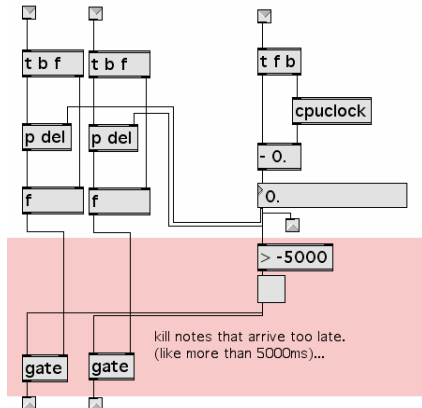 t b f
t b f
t f b
cpuclock
p del
p del
- 0.
f
f
0.
> -5000
kill notes that arrive too late.
(like more than 5000ms)...
gate
gate